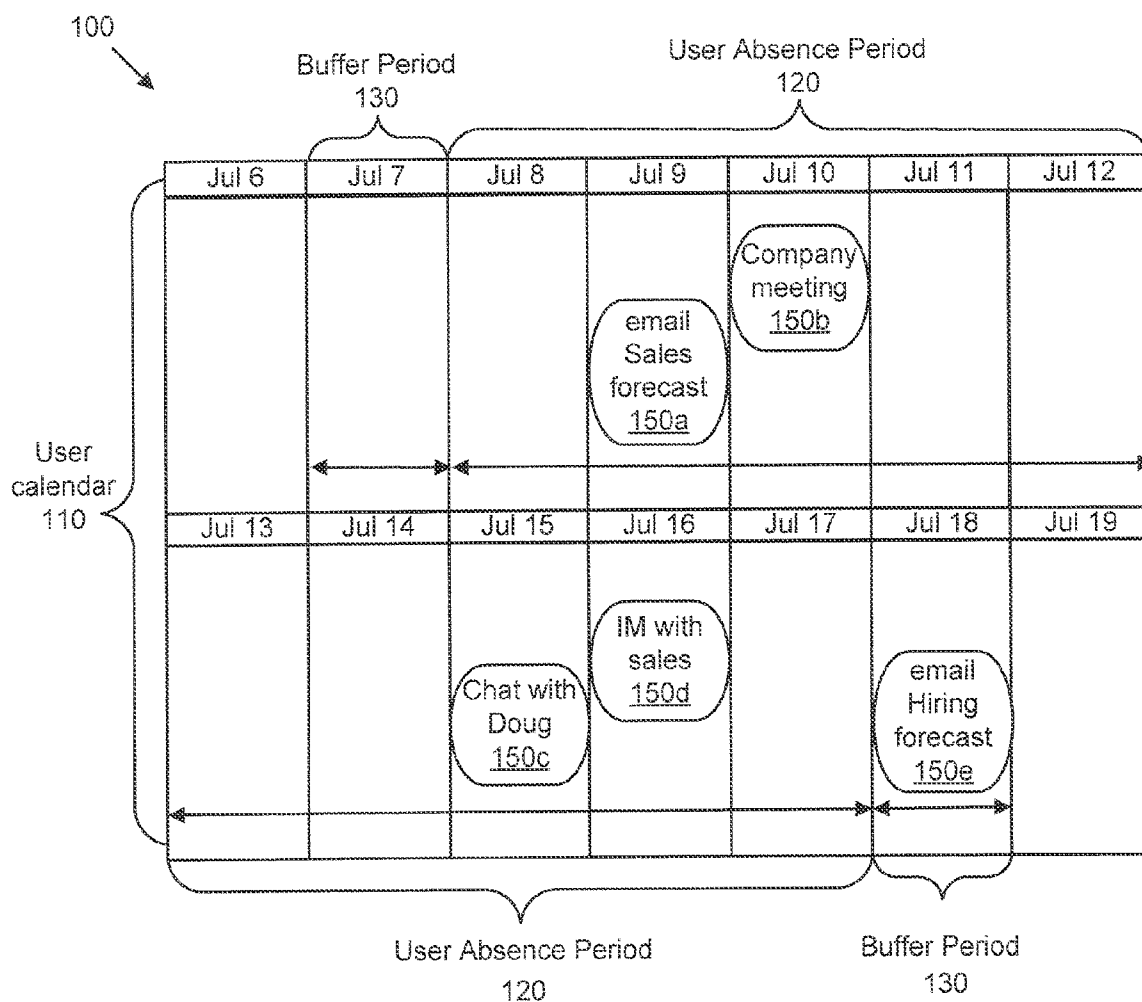 100
Buffer Period
130
User Absence Period
120
Jul 6 Jul 7 Jul 8 Jul 9 Jul 10 Jul 11 Jul 12
Company
meeting
150b
email
Sales
forecast
150a
User
calendar
110
Jul 13 Jul 14 Jul 15 Jul 16 Jul 17 Jul 18 Jul 19
IM with
sales
150d
Chat with
Doug
150c
email
Hiring
forecast
150e
User Absence Period
120
Buffer Period
130